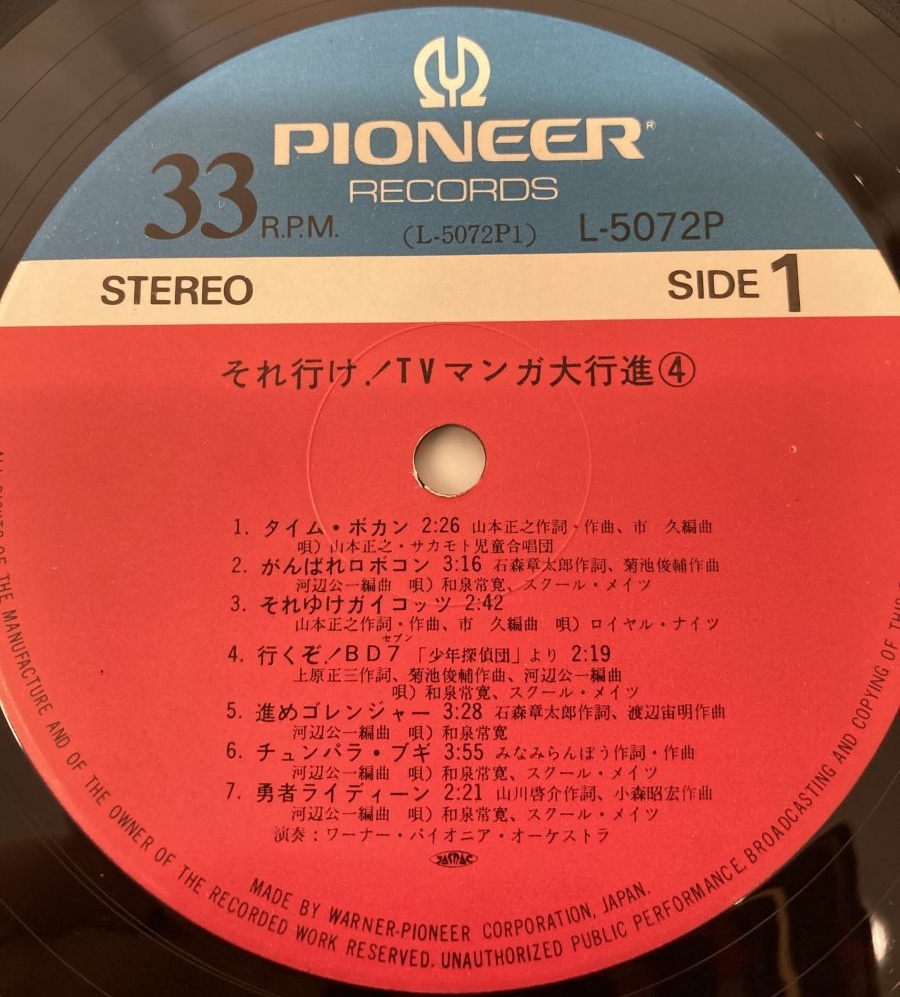 PIONEER®
RECORDS
33 R.P.M. (L-5072P1) L-5072P
STEREO SIDE 1
それ行け!TVマンガ大行進④
1. タイム・ボカン 2:26 山本正之作詞・作曲、市 久編曲
唄) 山本正之・サカモト児童合唱団
2. がんばれロボコン 3:16 石森章太郎作詞、菊池俊輔作曲
河辺公一編曲 唄) 和泉常寛、スクール・メイツ
3. それゆけガイコッツ 2:42
山本正之作詞・作曲、市 久編曲 唄) ロイヤル・ナイツ
セブン
4. 行くぞ!BD7 「少年探偵団」より 2:19
上原正三作詞、菊池俊輔作曲、河辺公一編曲
唄) 和泉常寛、スクール・メイツ
5. 進めゴレンジャー 3:28 石森章太郎作詞、渡辺宙明作曲
河辺公一編曲 唄) 和泉常寛
6. チュンパラ・ブギ 3:55 みなみらんぼう作詞・作曲
河辺公一編曲 唄) 和泉常寛、スクール・メイツ
7. 勇者ライディーン 2:21 山川啓介作詞、小森昭宏作曲
河辺公一編曲 唄) 和泉常寛、スクール・メイツ
演奏：ワーナー・パイオニア・オーケストラ
JASRAC
MADE BY WARNER-PIONEER CORPORATION, JAPAN.
ALL RIGHTS OF THE MANUFACTURE AND OF THE OWNER OF THE RECORDED WORK RESERVED. UNAUTHORIZED PUBLIC PERFORMANCE, BROADCASTING AND COPYING OF THIS